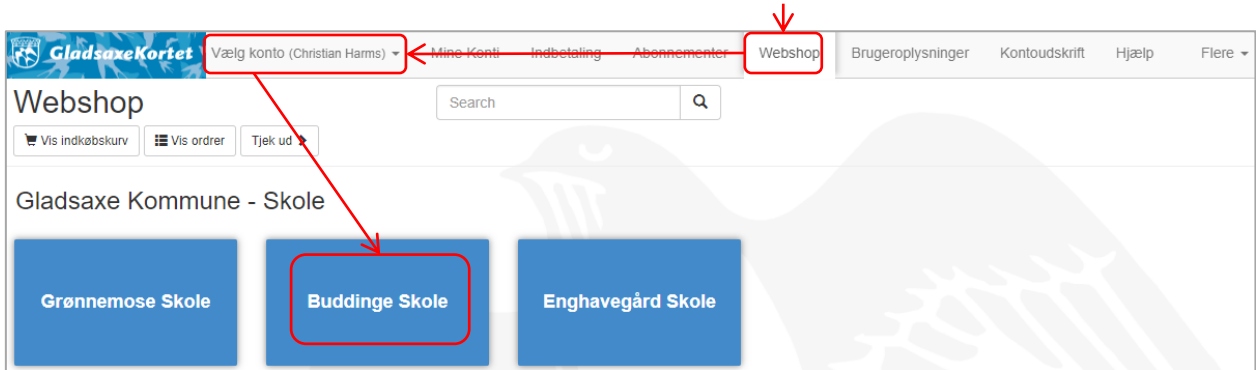 GladsaxeKortet Vælg konto (Christian Harms) Mine Konti Indbetaling Abonnementer Webshop Brugeroplysninger Kontoudskrift Hjælp Flere
Webshop Search
Vis indkøbskurv Vis ordrer Tjek ud
Gladsaxe Kommune - Skole
Grønnemose Skole Buddinge Skole Enghavegård Skole